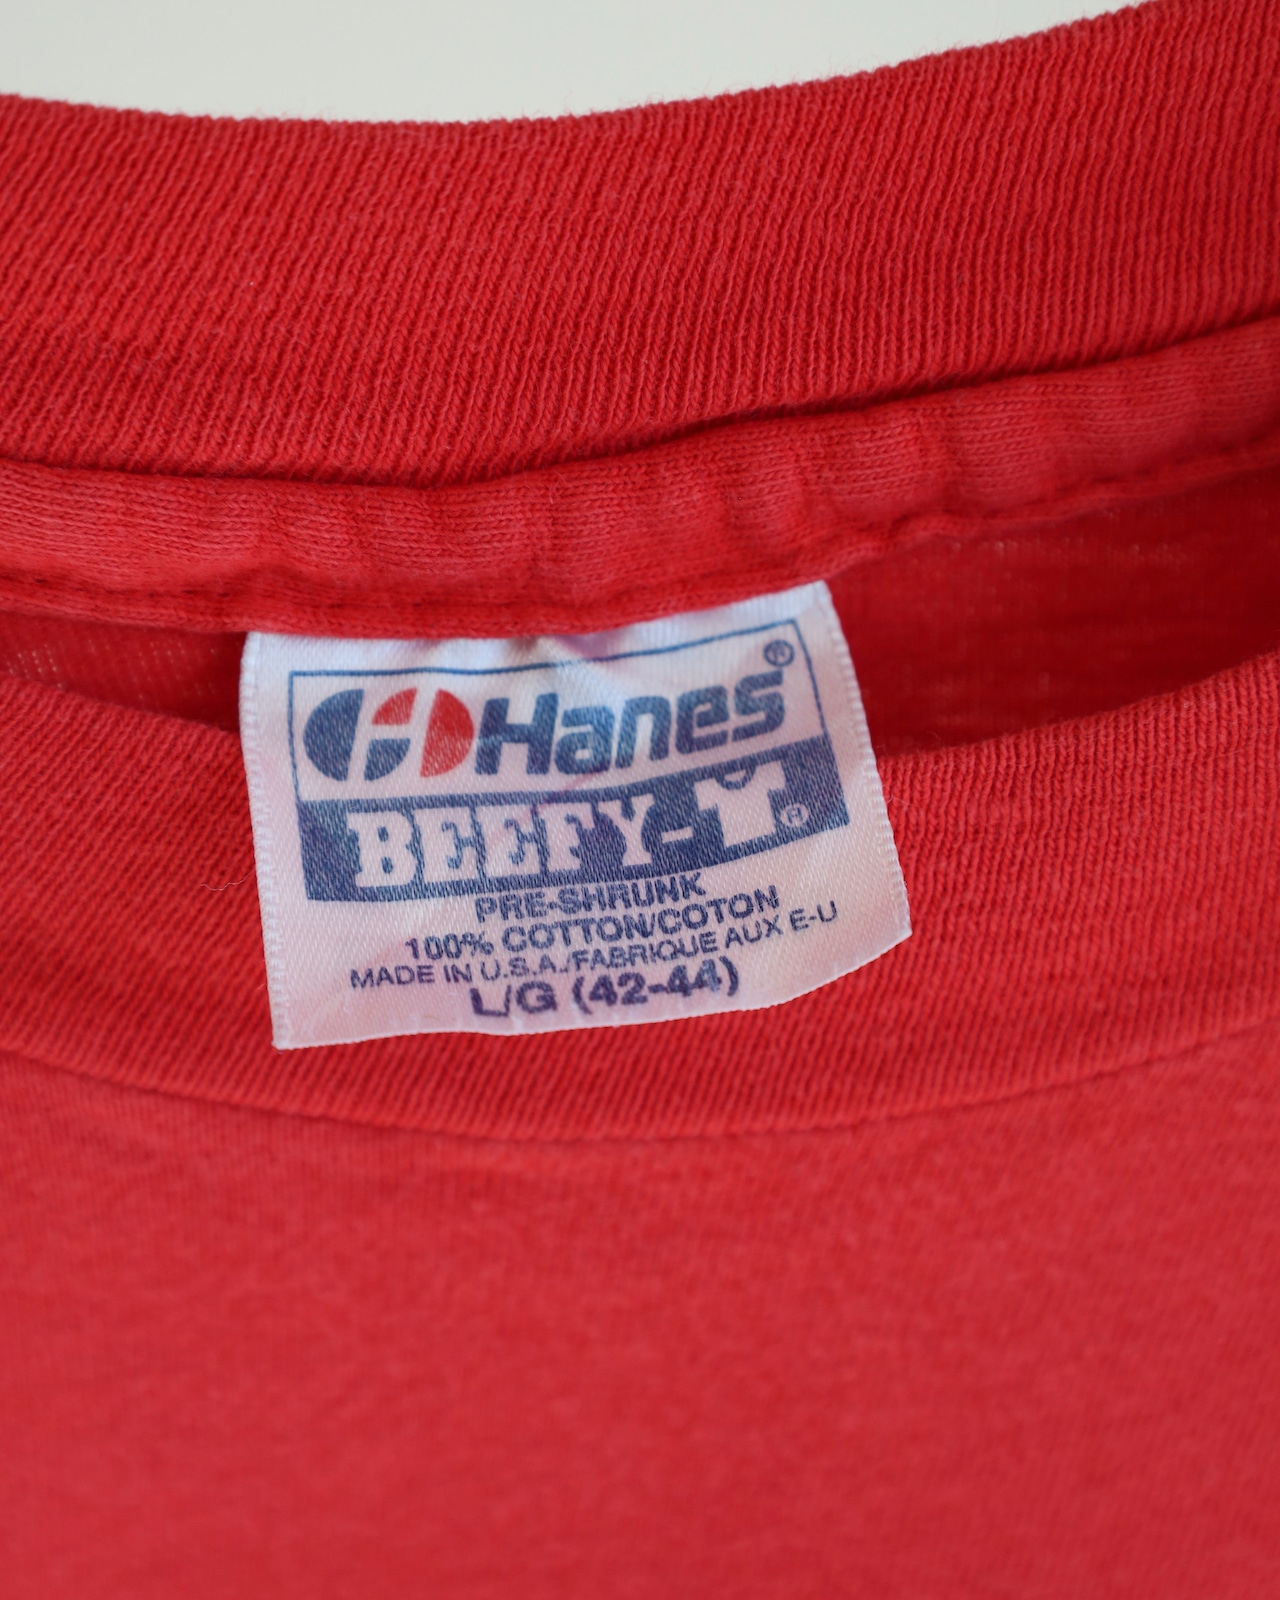 Hanes®
BEEFY-T®
PRE-SHRUNK
100% COTTON/COTON
MADE IN U.S.A./FABRIQUE AUX E-U
L/G (42-44)